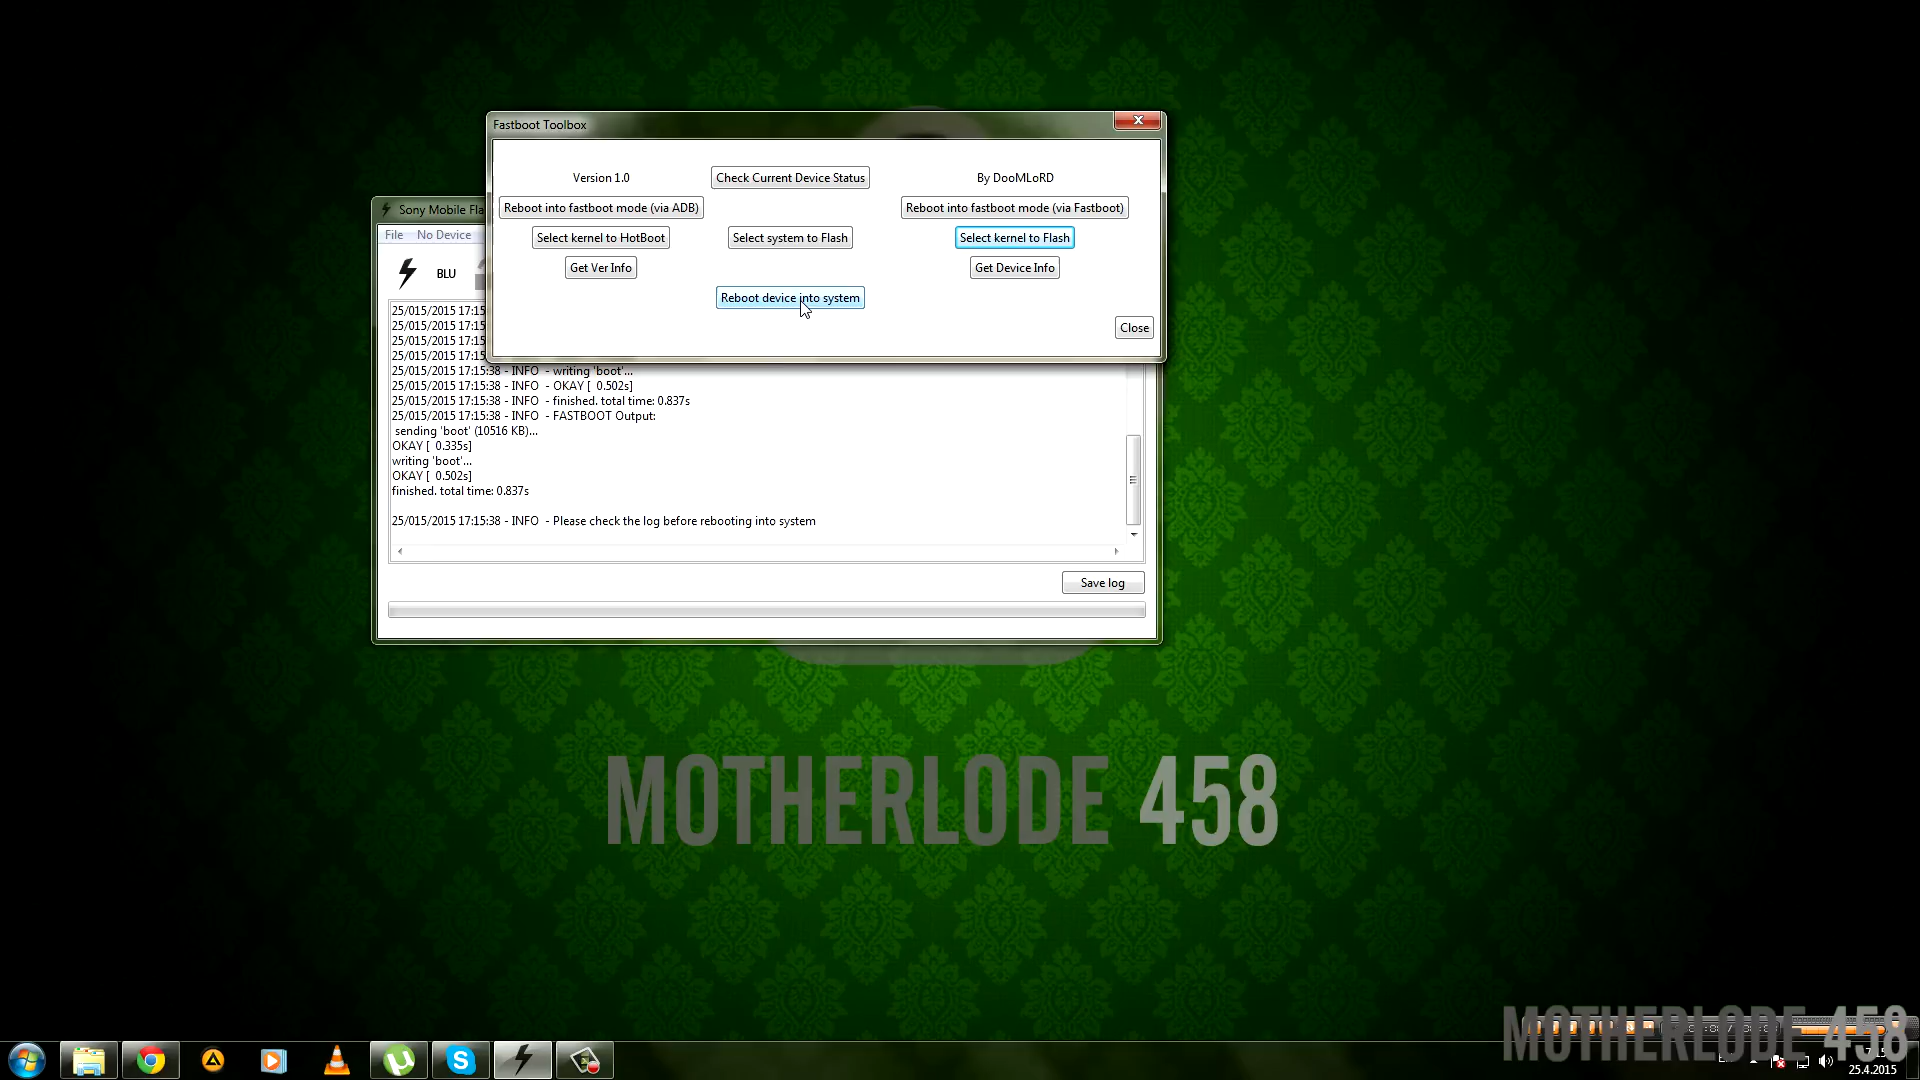 Fastboot Toolbox
Version 1.0
Check Current Device Status
By DooMLoRD
Reboot into fastboot mode (via ADB)
Reboot into fastboot mode (via Fastboot)
Select kernel to HotBoot
Select system to Flash
Select kernel to Flash
Get Ver Info
Get Device Info
Reboot device into system
Close
Sony Mobile Fla
File No Device
BLU
25/015/2015 17:15
25/015/2015 17:15
25/015/2015 17:15
25/015/2015 17:15
25/015/2015 17:15:38 - INFO - writing 'boot'...
25/015/2015 17:15:38 - INFO - OKAY [ 0.502s]
25/015/2015 17:15:38 - INFO - finished. total time: 0.837s
25/015/2015 17:15:38 - INFO - FASTBOOT Output:
sending 'boot' (10516 KB)...
OKAY [ 0.335s]
writing 'boot'...
OKAY [ 0.502s]
finished. total time: 0.837s
25/015/2015 17:15:38 - INFO - Please check the log before rebooting into system
Save log
MOTHERLODE 458
MOTHERLODE 458
25.4.2015